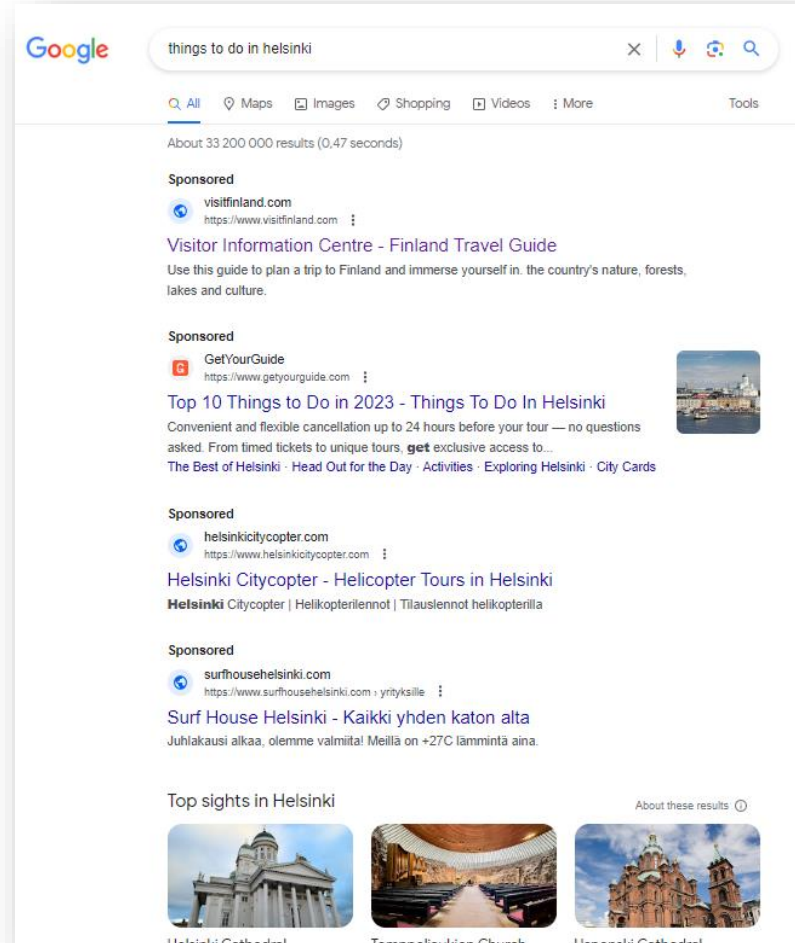 Google
things to do in helsinki
All Maps Images Shopping Videos More Tools
About 33 200 000 results (0,47 seconds)
Sponsored
visitfinland.com
https://www.visitfinland.com
Visitor Information Centre - Finland Travel Guide
Use this guide to plan a trip to Finland and immerse yourself in. the country's nature, forests,
lakes and culture.
Sponsored
G
GetYourGuide
https://www.getyourguide.com
Top 10 Things to Do in 2023 - Things To Do In Helsinki
Convenient and flexible cancellation up to 24 hours before your tour — no questions
asked. From timed tickets to unique tours, get exclusive access to...
The Best of Helsinki · Head Out for the Day · Activities · Exploring Helsinki · City Cards
Sponsored
helsinkicitycopter.com
https://www.helsinkicitycopter.com
Helsinki Citycopter - Helicopter Tours in Helsinki
Helsinki Citycopter | Helikopterilennot | Tilauslennot helikopterilla
Sponsored
surfhousehelsinki.com
https://www.surfhousehelsinki.com › yrityksille
Surf House Helsinki - Kaikki yhden katon alta
Juhlakausi alkaa, olemme valmiita! Meillä on +27C lämmintä aina.
Top sights in Helsinki
About these results
Helsinki Cathedral Temppeliaukion Church Uspenski Cathedral